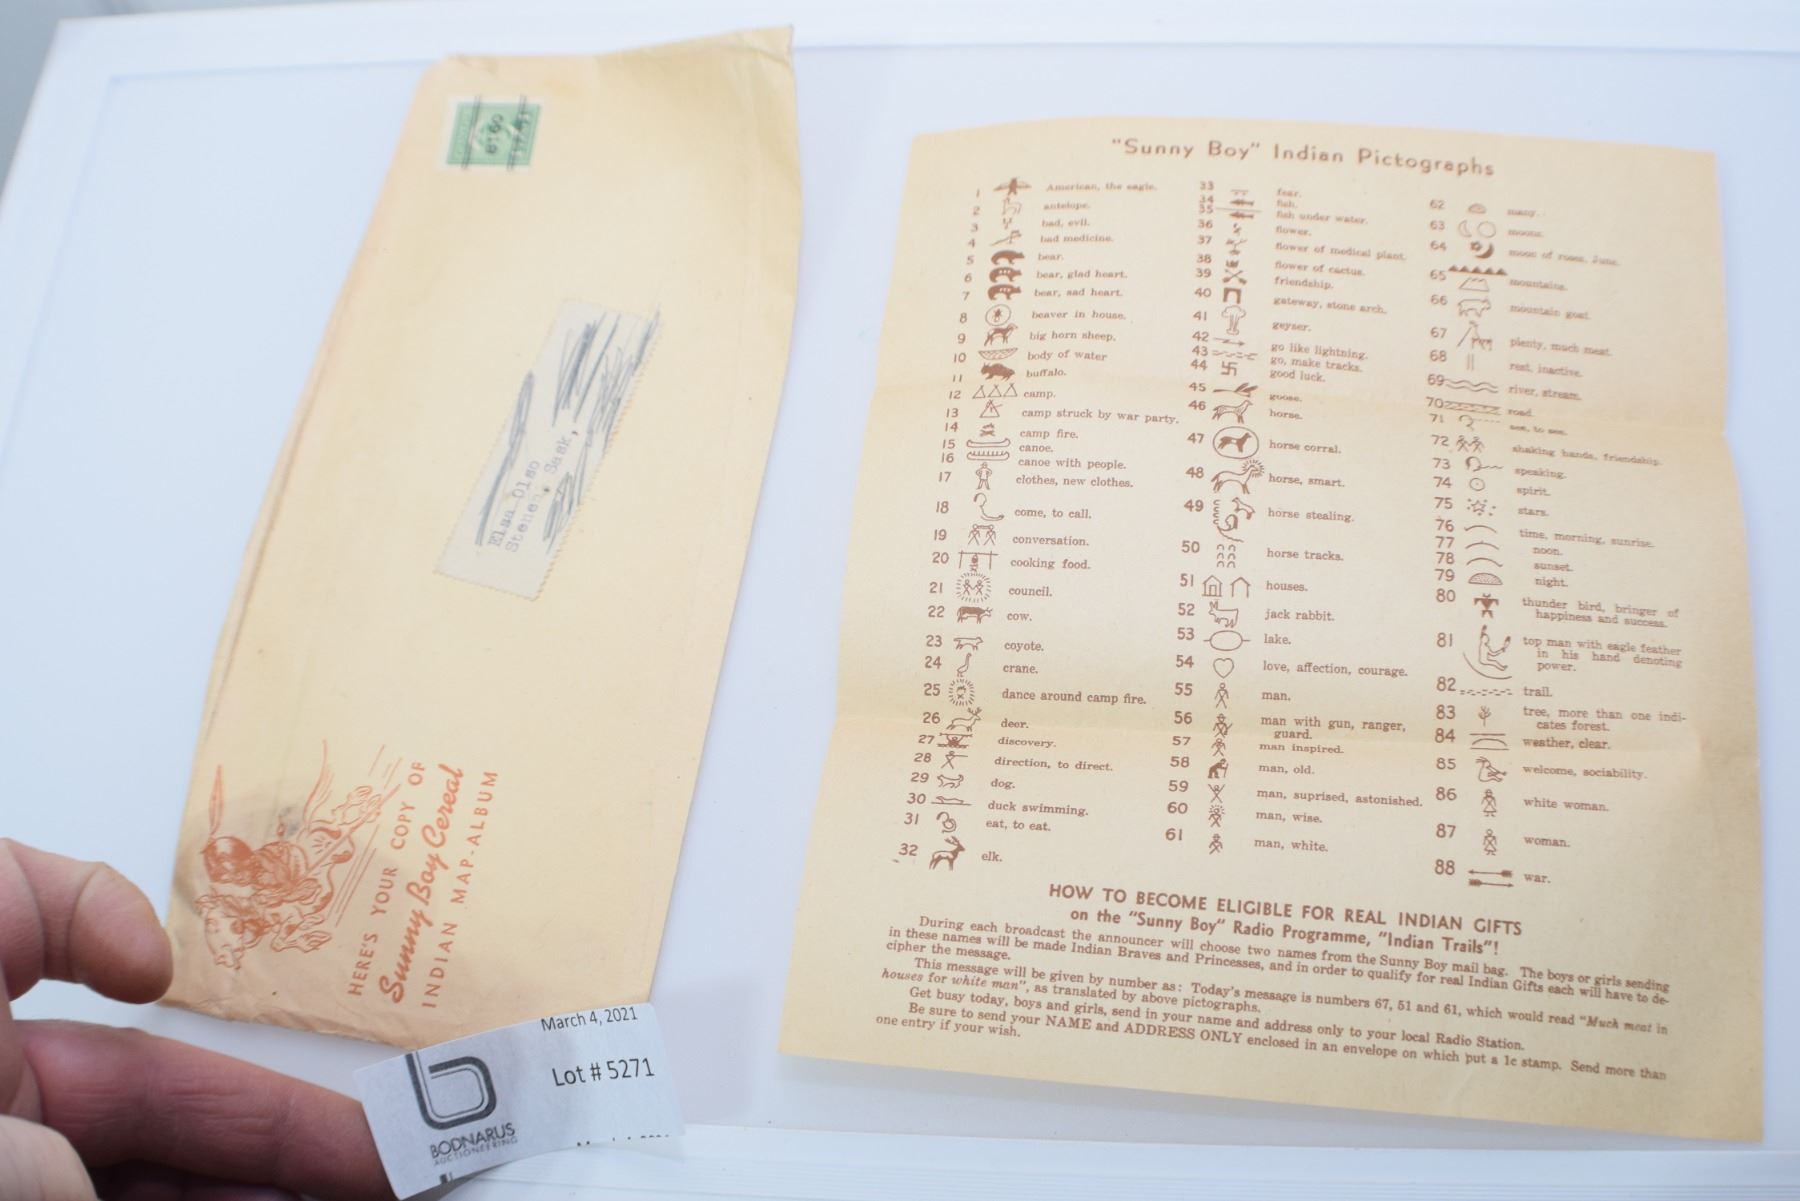 HERE'S YOUR COPY OF
Sunny Boy Cereal
INDIAN MAP-ALBUM
Elsa Olso
Stenen, Sask,
March 4, 2021
Lot # 5271
BODNARUS
AUCTIONEERING
"Sunny Boy" Indian Pictographs
1 American, the eagle.
2 antelope.
3 bad, evil.
4 bad medicine.
5 bear.
6 bear, glad heart.
7 bear, sad heart.
8 beaver in house.
9 big horn sheep.
10 body of water
11 buffalo.
12 camp.
13 camp struck by war party.
14 camp fire.
15 canoe.
16 canoe with people.
17 clothes, new clothes.
18 come, to call.
19 conversation.
20 cooking food.
21 council.
22 cow.
23 coyote.
24 crane.
25 dance around camp fire.
26 deer.
27 discovery.
28 direction, to direct.
29 dog.
30 duck swimming.
31 eat, to eat.
32 elk.
33 fear.
34 fish.
35 fish under water.
36 flower.
37 flower of medical plant.
38 flower of cactus.
39 friendship.
40 gateway, stone arch.
41 geyser.
42 go like lightning.
43 go, make tracks.
44 good luck.
45 goose.
46 horse.
47 horse corral.
48 horse, smart.
49 horse stealing.
50 horse tracks.
51 houses.
52 jack rabbit.
53 lake.
54 love, affection, courage.
55 man.
56 man with gun, ranger,
guard.
57 man inspired.
58 man, old.
59 man, suprised, astonished.
60 man, wise.
61 man, white.
62 many.
63 moons.
64 moon of roses, June.
65 mountains.
66 mountain goat.
67 plenty, much meat.
68 rest, inactive.
69 river, stream.
70 road.
71 see, to see.
72 shaking hands, friendship.
73 speaking.
74 spirit.
75 stars.
76 time, morning, sunrise.
77 noon.
78 sunset.
79 night.
80 thunder bird, bringer of
happiness and success.
81 top man with eagle feather
in his hand denoting
power.
82 trail.
83 tree, more than one indi-
cates forest.
84 weather, clear.
85 welcome, sociability.
86 white woman.
87 woman.
88 war.
HOW TO BECOME ELIGIBLE FOR REAL INDIAN GIFTS
on the "Sunny Boy" Radio Programme, "Indian Trails"!
During each broadcast the announcer will choose two names from the Sunny Boy mail bag. The boys or girls sending
in these names will be made Indian Braves and Princesses, and in order to qualify for real Indian Gifts each will have to de-
cipher the message.
This message will be given by number as: Today's message is numbers 67, 51 and 61, which would read "Much meat in
houses for white man", as translated by above pictographs.
Get busy today, boys and girls, send in your name and address only to your local Radio Station.
Be sure to send your NAME and ADDRESS ONLY enclosed in an envelope on which put a 1c stamp. Send more than
one entry if your wish.